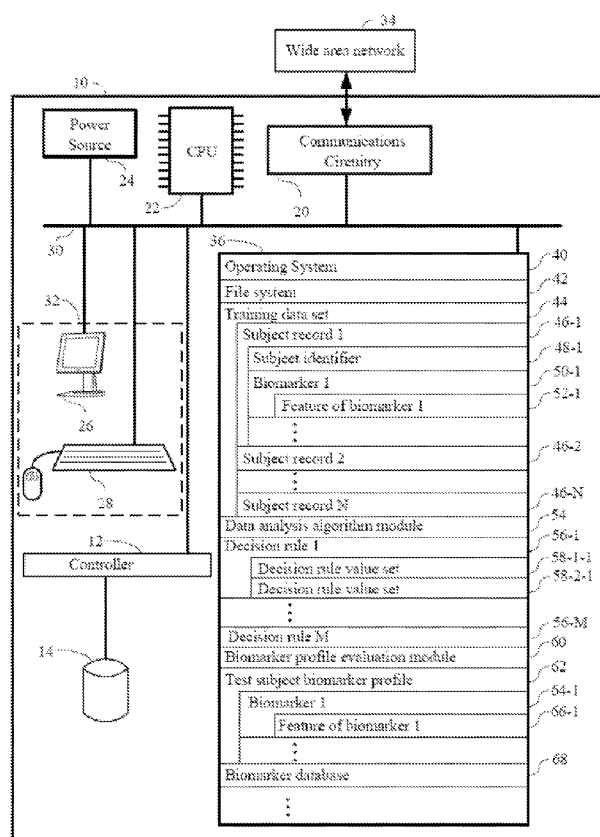 34
Wide area network
10
Power
Source
24
CPU
22
Communications
Circuitry
20
30
36
Operating System
40
File system
42
Training data set
44
Subject record 1
46-1
Subject identifier
48-1
Biomarker 1
50-1
Feature of biomarker 1
52-1
Subject record 2
46-2
Subject record N
46-N
Data analysis algorithm module
54
Decision rule 1
56-1
Decision rule value set
58-1-1
Decision rule value set
58-2-1
Decision rule M
56-M
Biomarker profile evaluation module
60
Test subject biomarker profile
62
Biomarker 1
64-1
Feature of biomarker 1
66-1
Biomarker database
68
32
26
28
12
Controller
14